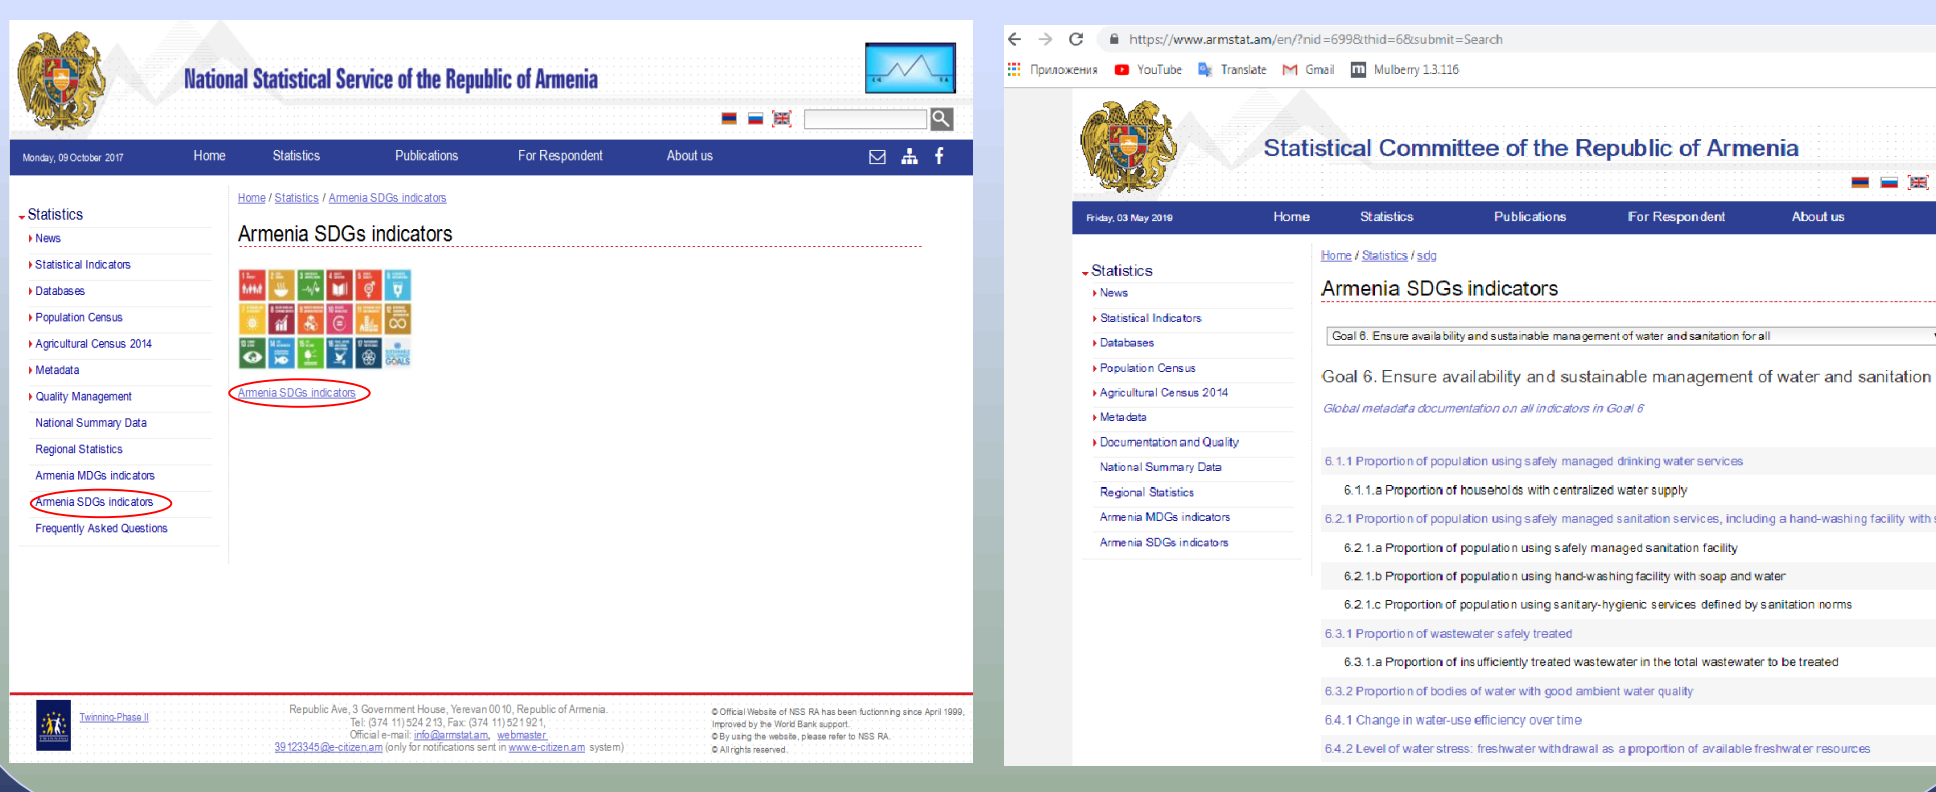 National Statistical Service of the Republic of Armenia
Monday, 09 October 2017 Home Statistics Publications For Respondent About us
Home / Statistics / Armenia SDGs indicators
Statistics
News
Statistical Indicators
Databases
Population Census
Agricultural Census 2014
Metadata
Quality Management
National Summary Data
Regional Statistics
Armenia MDGs indicators
Armenia SDGs indicators
Frequently Asked Questions
Armenia SDGs indicators
GOALS
Armenia SDGs indicators
Twinning-Phase II
Republic Ave, 3 Government House, Yerevan 0010, Republic of Armenia.
Tel: (374 11) 524 213, Fax: (374 11) 521 921,
Official e-mail: info@armstat.am, webmaster
39123345@e-citizen.am (only for notifications sent in www.e-citizen.am system)
© Official Website of NSS RA has been fuctionning since April 1999,
Improved by the World Bank support.
© By using the website, please refer to NSS RA.
© All rights reserved.
https://www.armstat.am/en/?nid=699&thid=6&submit=Search
Приложения YouTube Translate Gmail Mulberry 1.3.116
Statistical Committee of the Republic of Armenia
Friday, 03 May 2019 Home Statistics Publications For Respondent About us
Home / Statistics / sdg
Statistics
News
Statistical Indicators
Databases
Population Census
Agricultural Census 2014
Metadata
Documentation and Quality
National Summary Data
Regional Statistics
Armenia MDGs indicators
Armenia SDGs indicators
Armenia SDGs indicators
Goal 6. Ensure availability and sustainable management of water and sanitation for all
Goal 6. Ensure availability and sustainable management of water and sanitation
Global metadata documentation on all indicators in Goal 6
6.1.1 Proportion of population using safely managed drinking water services
6.1.1.a Proportion of households with centralized water supply
6.2.1 Proportion of population using safely managed sanitation services, including a hand-washing facility with s
6.2.1.a Proportion of population using safely managed sanitation facility
6.2.1.b Proportion of population using hand-washing facility with soap and water
6.2.1.c Proportion of population using sanitary-hygienic services defined by sanitation norms
6.3.1 Proportion of wastewater safely treated
6.3.1.a Proportion of insufficiently treated wastewater in the total wastewater to be treated
6.3.2 Proportion of bodies of water with good ambient water quality
6.4.1 Change in water-use efficiency over time
6.4.2 Level of water stress: freshwater withdrawal as a proportion of available freshwater resources